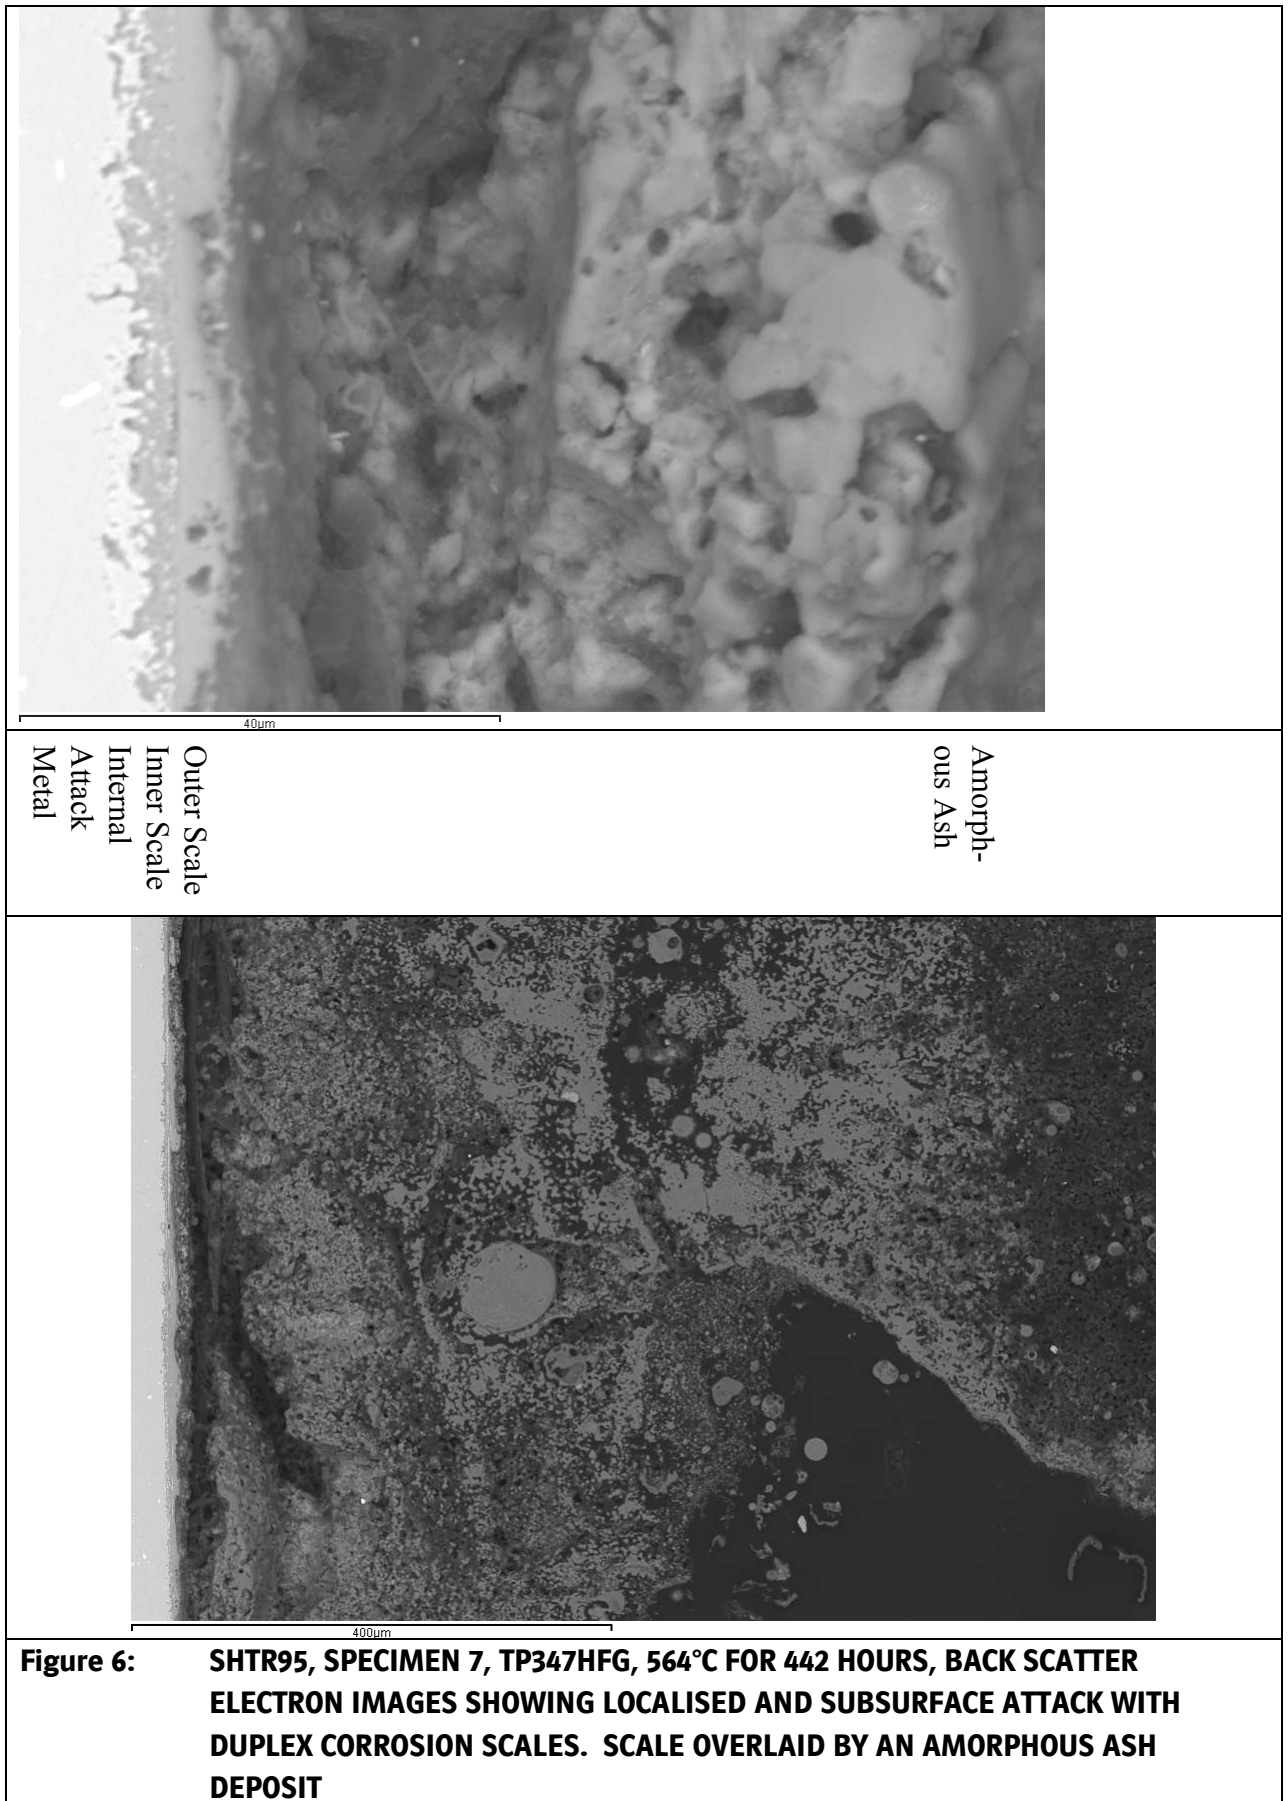 40µm
Metal
Attack
Internal
Inner Scale
Outer Scale
Amorph-
ous Ash
400µm
Figure 6: SHTR95, SPECIMEN 7, TP347HFG, 564°C FOR 442 HOURS, BACK SCATTER
ELECTRON IMAGES SHOWING LOCALISED AND SUBSURFACE ATTACK WITH
DUPLEX CORROSION SCALES. SCALE OVERLAID BY AN AMORPHOUS ASH
DEPOSIT